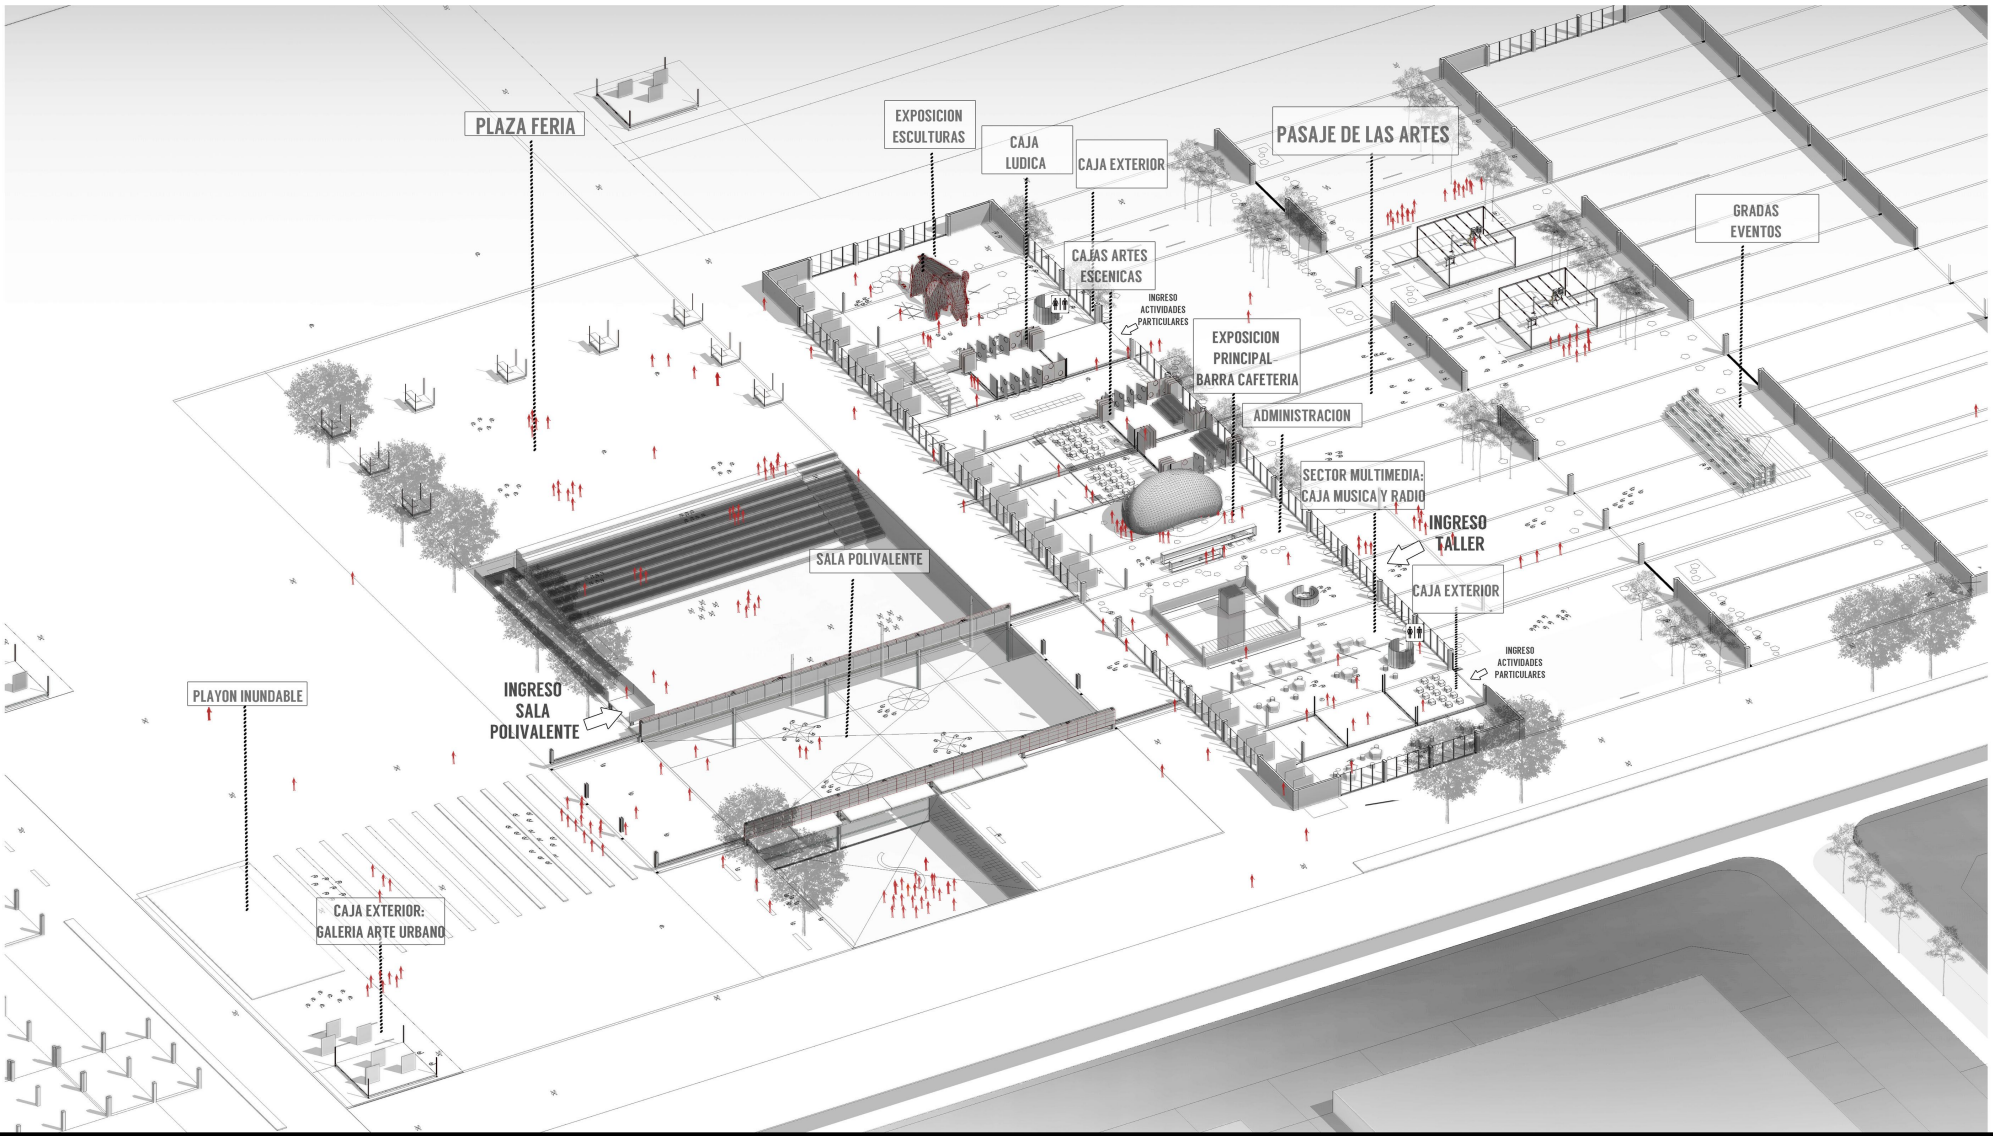 PLAZA FERIA
EXPOSICION
ESCULTURAS
CAJA
LUDICA
CAJA EXTERIOR
PASAJE DE LAS ARTES
GRADAS
EVENTOS
CAJAS ARTES
ESCENICAS
INGRESO
ACTIVIDADES
PARTICULARES
EXPOSICION
PRINCIPAL-
BARRA CAFETERIA
ADMINISTRACION
SECTOR MULTIMEDIA:
CAJA MUSICA Y RADIO
INGRESO
TALLER
SALA POLIVALENTE
CAJA EXTERIOR
INGRESO
ACTIVIDADES
PARTICULARES
PLAYON INUNDABLE
INGRESO
SALA
POLIVALENTE
CAJA EXTERIOR:
GALERIA ARTE URBANO